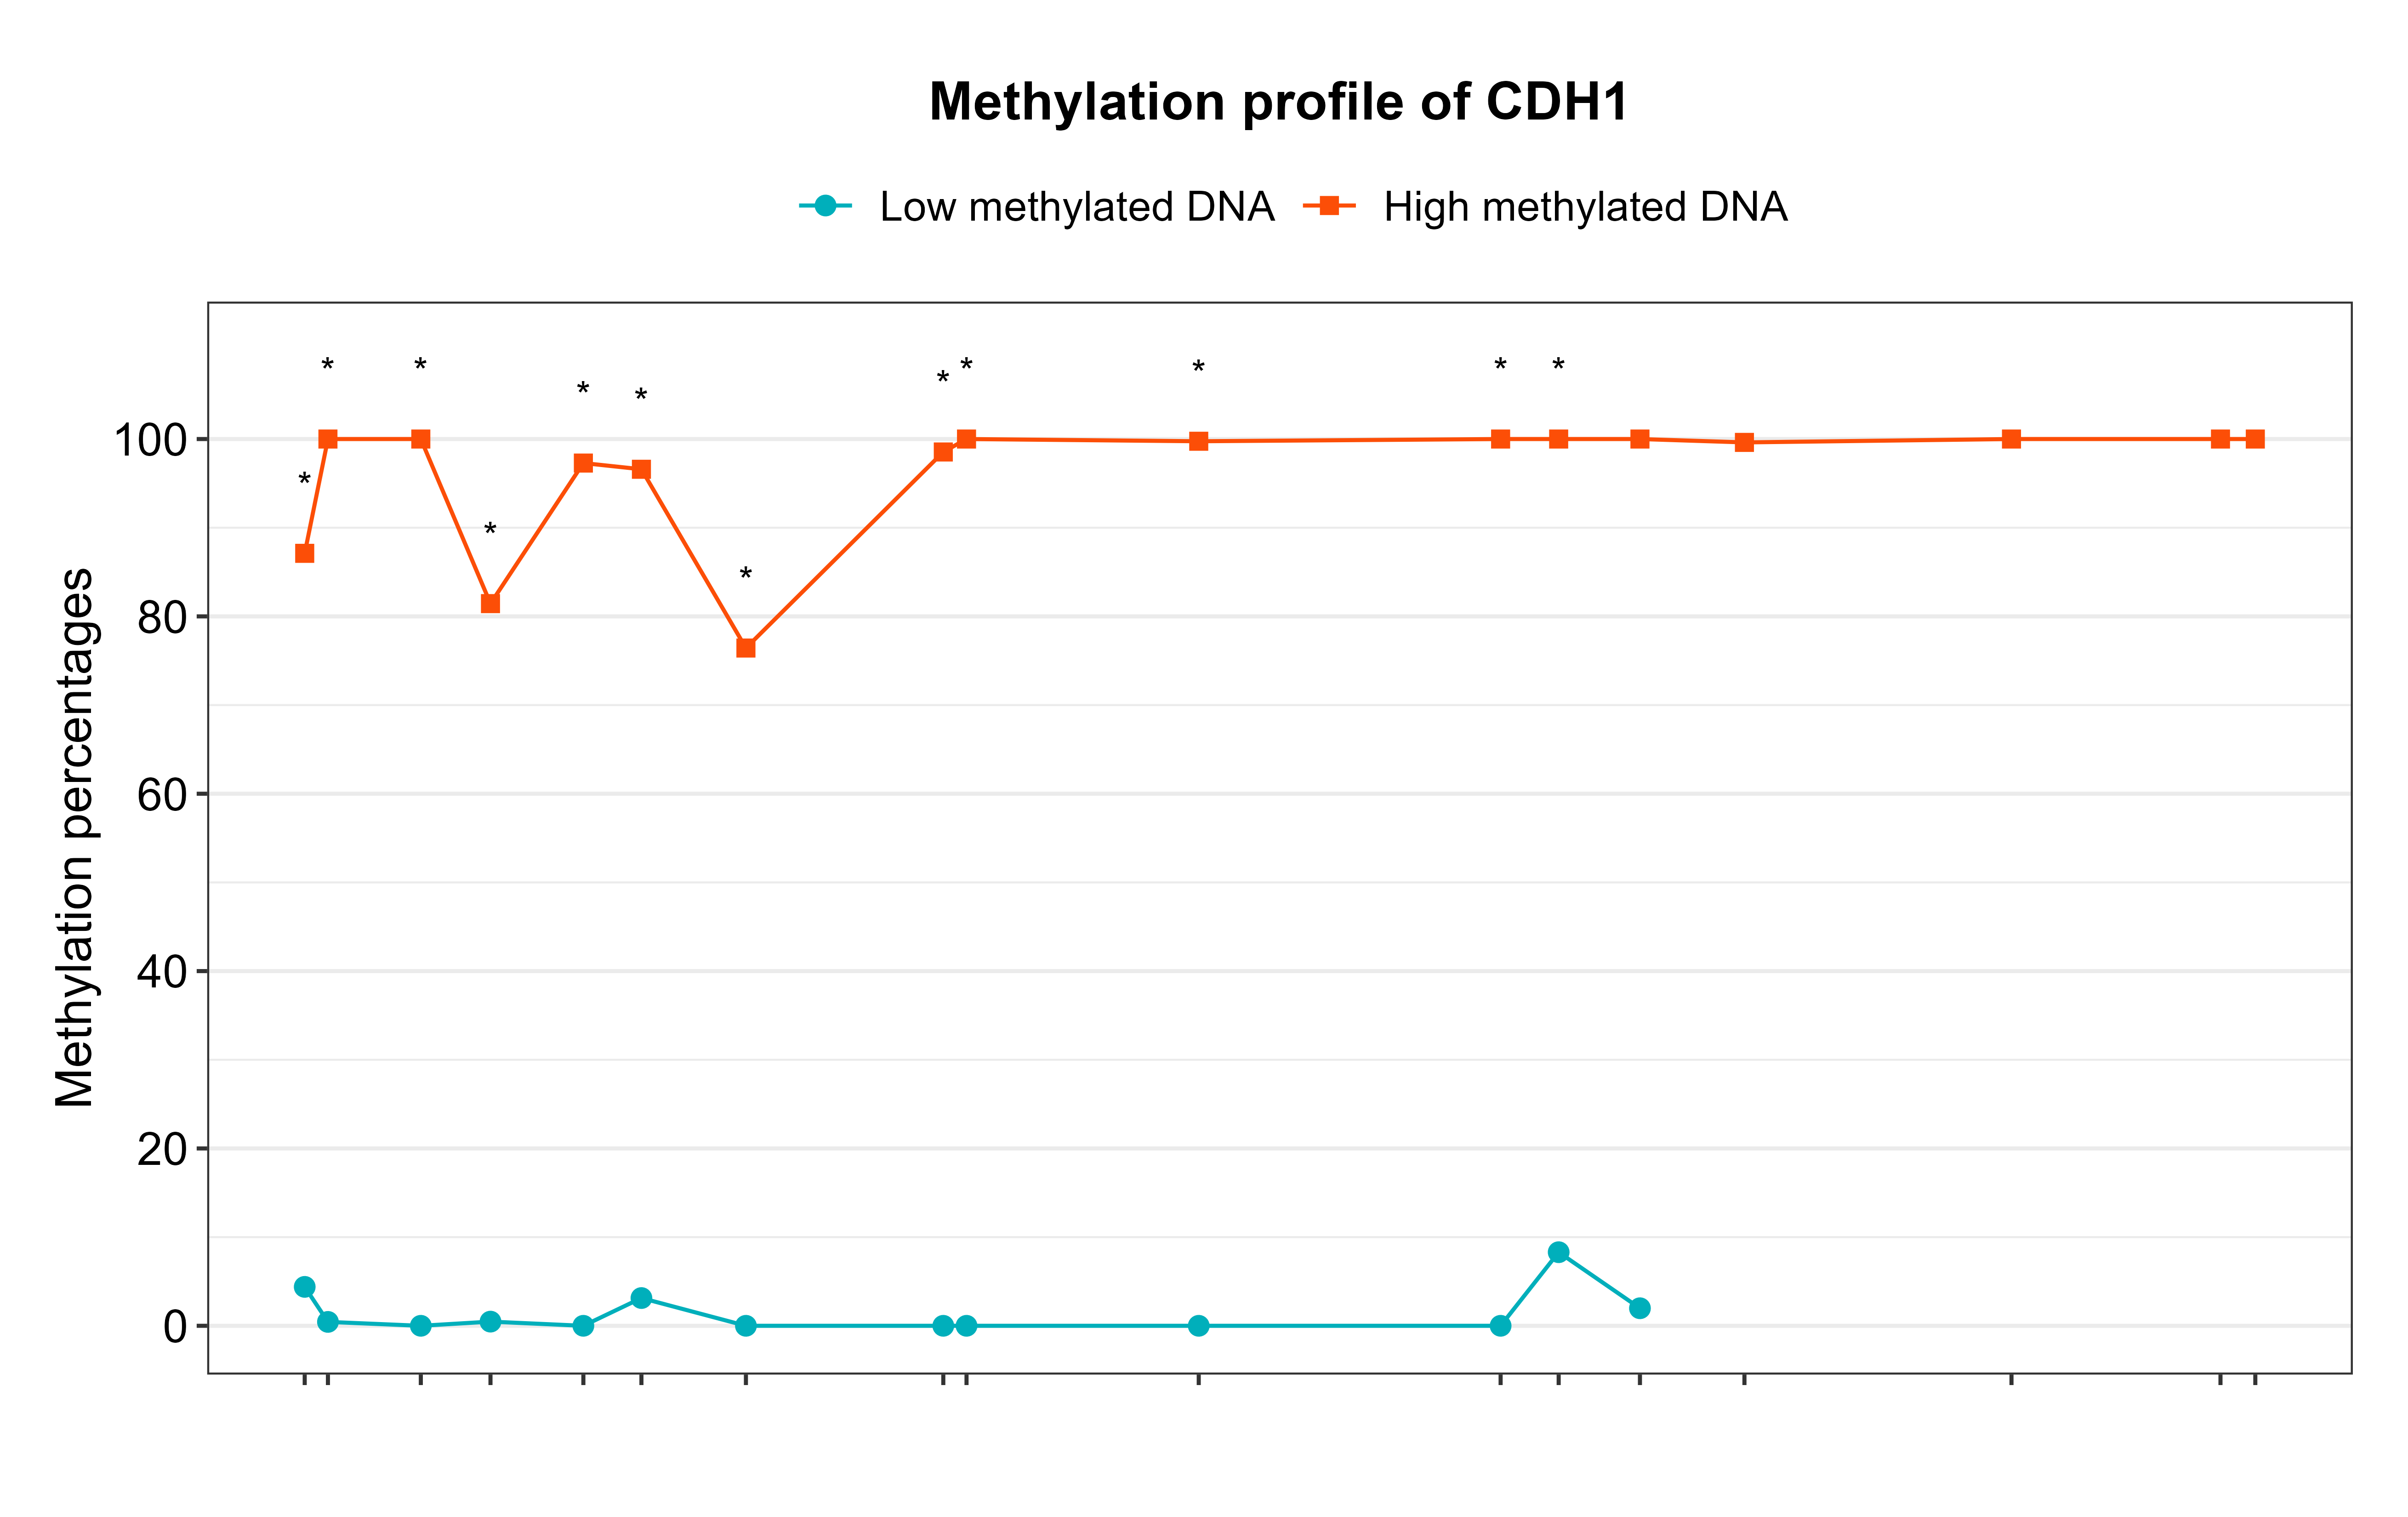 Methylation profile of CDH1
Low methylated DNA High methylated DNA
* * * * * * * * * * * *
*
100
80
60
40
20
0
Methylation percentages